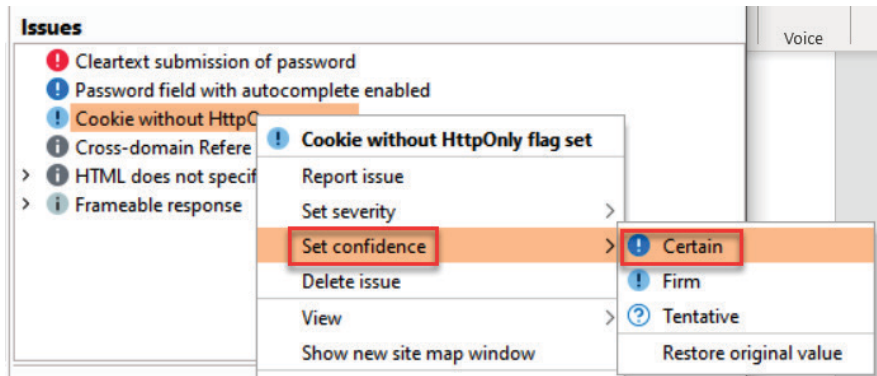 Issues
Voice
Cleartext submission of password
Password field with autocomplete enabled
Cookie without HttpO
Cross-domain Refere
HTML does not specif
Frameable response
Cookie without HttpOnly flag set
Report issue
Set severity
Set confidence
Delete issue
View
Show new site map window
Certain
Firm
Tentative
Restore original value